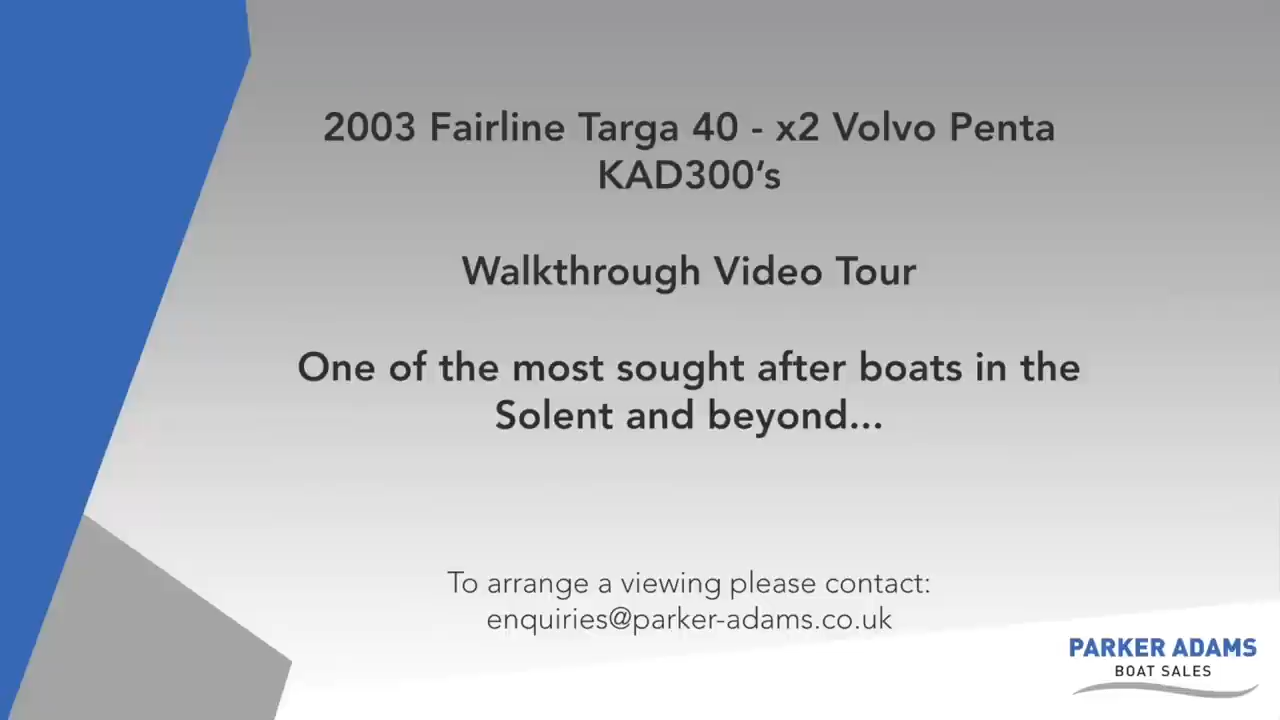 2003 Fairline Targa 40 - x2 Volvo Penta
KAD300’s
Walkthrough Video Tour
One of the most sought after boats in the
Solent and beyond...
To arrange a viewing please contact:
enquiries@parker-adams.co.uk
PARKER ADAMS
BOAT SALES